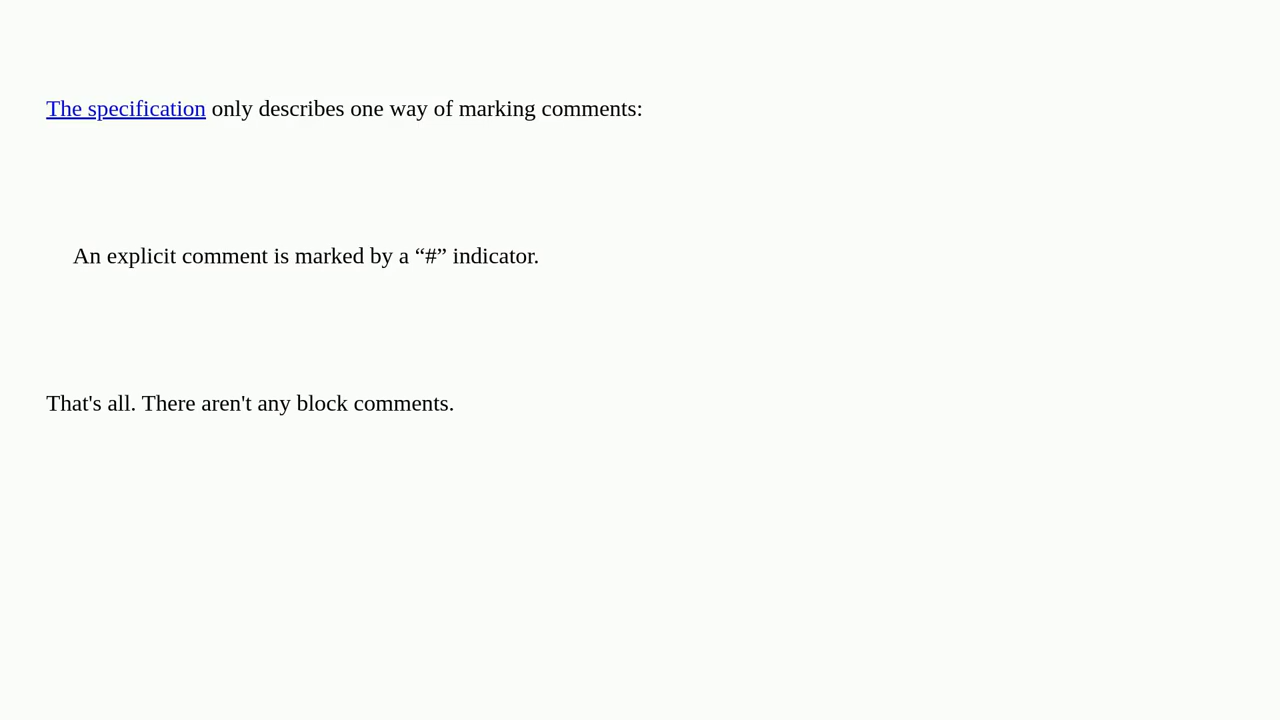 The specification only describes one way of marking comments:
An explicit comment is marked by a “#” indicator.
That's all. There aren't any block comments.